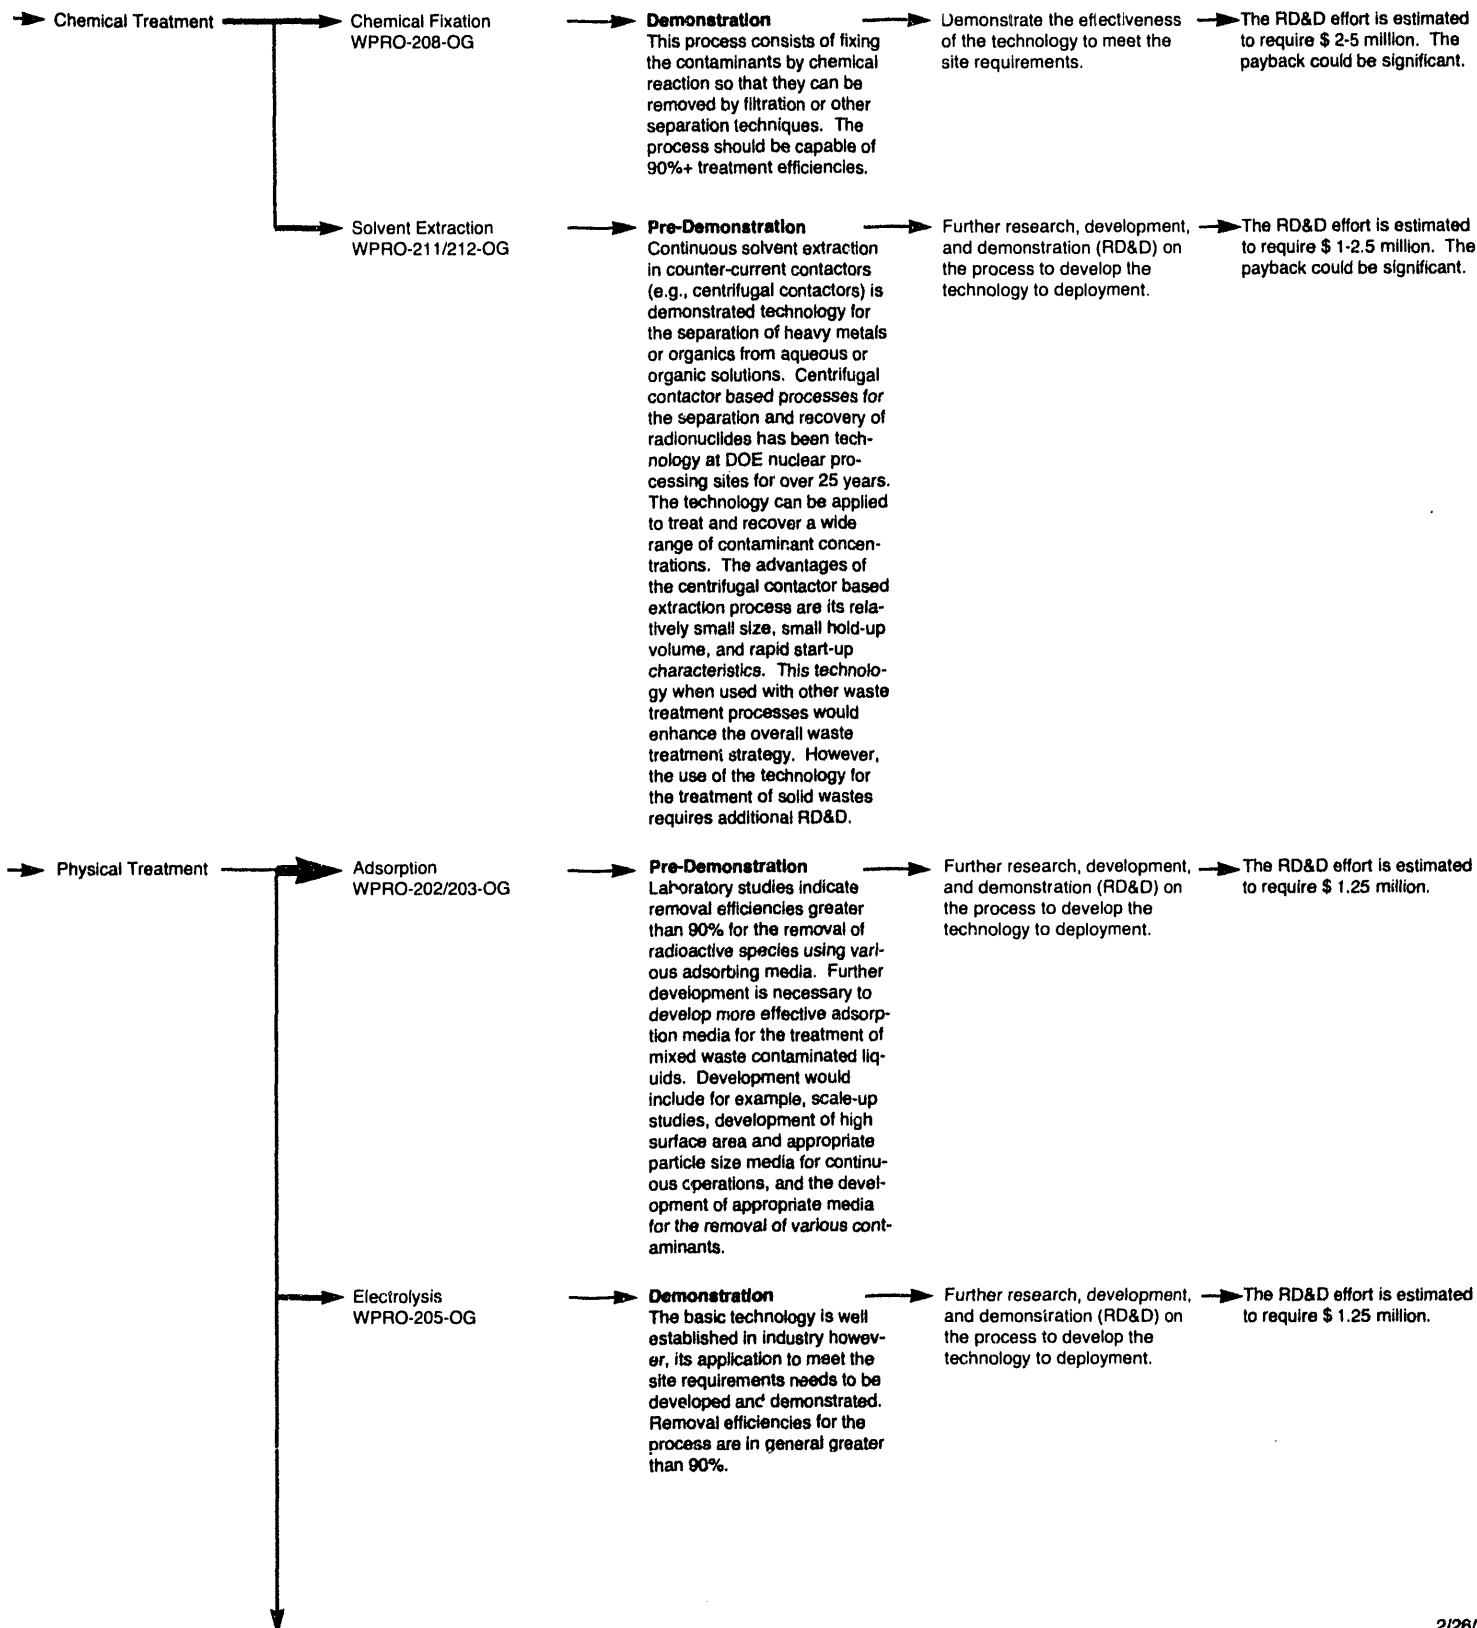 Chemical Treatment
Chemical Fixation
WPRO-208-OG
Demonstration
This process consists of fixing
the contaminants by chemical
reaction so that they can be
removed by filtration or other
separation techniques. The
process should be capable of
90%+ treatment efficiencies.
Demonstrate the effectiveness
of the technology to meet the
site requirements.
The RD&D effort is estimated
to require $ 2-5 million. The
payback could be significant.
Solvent Extraction
WPRO-211/212-OG
Pre-Demonstration
Continuous solvent extraction
in counter-current contactors
(e.g., centrifugal contactors) is
demonstrated technology for
the separation of heavy metals
or organics from aqueous or
organic solutions. Centrifugal
contactor based processes for
the separation and recovery of
radionuclides has been tech-
nology at DOE nuclear pro-
cessing sites for over 25 years.
The technology can be applied
to treat and recover a wide
range of contaminant concen-
trations. The advantages of
the centrifugal contactor based
extraction process are its rela-
tively small size, small hold-up
volume, and rapid start-up
characteristics. This technolo-
gy when used with other waste
treatment processes would
enhance the overall waste
treatment strategy. However,
the use of the technology for
the treatment of solid wastes
requires additional RD&D.
Further research, development,
and demonstration (RD&D) on
the process to develop the
technology to deployment.
The RD&D effort is estimated
to require $ 1-2.5 million. The
payback could be significant.
Physical Treatment
Adsorption
WPRO-202/203-OG
Pre-Demonstration
Laboratory studies indicate
removal efficiencies greater
than 90% for the removal of
radioactive species using vari-
ous adsorbing media. Further
development is necessary to
develop more effective adsorp-
tion media for the treatment of
mixed waste contaminated liq-
uids. Development would
include for example, scale-up
studies, development of high
surface area and appropriate
particle size media for continu-
ous operations, and the devel-
opment of appropriate media
for the removal of various cont-
aminants.
Further research, development,
and demonstration (RD&D) on
the process to develop the
technology to deployment.
The RD&D effort is estimated
to require $ 1.25 million.
Electrolysis
WPRO-205-OG
Demonstration
The basic technology is well
established in industry howev-
er, its application to meet the
site requirements needs to be
developed and demonstrated.
Removal efficiencies for the
process are in general greater
than 90%.
Further research, development,
and demonstration (RD&D) on
the process to develop the
technology to deployment.
The RD&D effort is estimated
to require $ 1.25 million.
2/26/